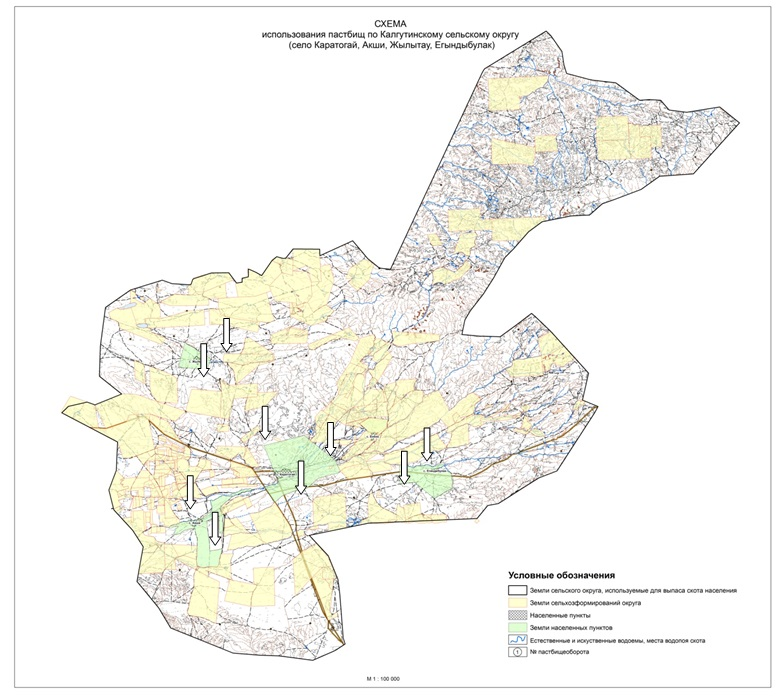 СХЕМА
использования пастбищ по Калгутинскому сельскому округу
(село Каратогай, Акши, Жылытау, Егындыбулак)
Условные обозначения
Земли сельского округа, используемые для выпаса скота населения
Земли сельхозформирований округа
Населенные пункты
Земли населенных пунктов
Естественные и искуственные водоемы, места водопоя скота
№ пастбищеоборота
М 1 : 100 000